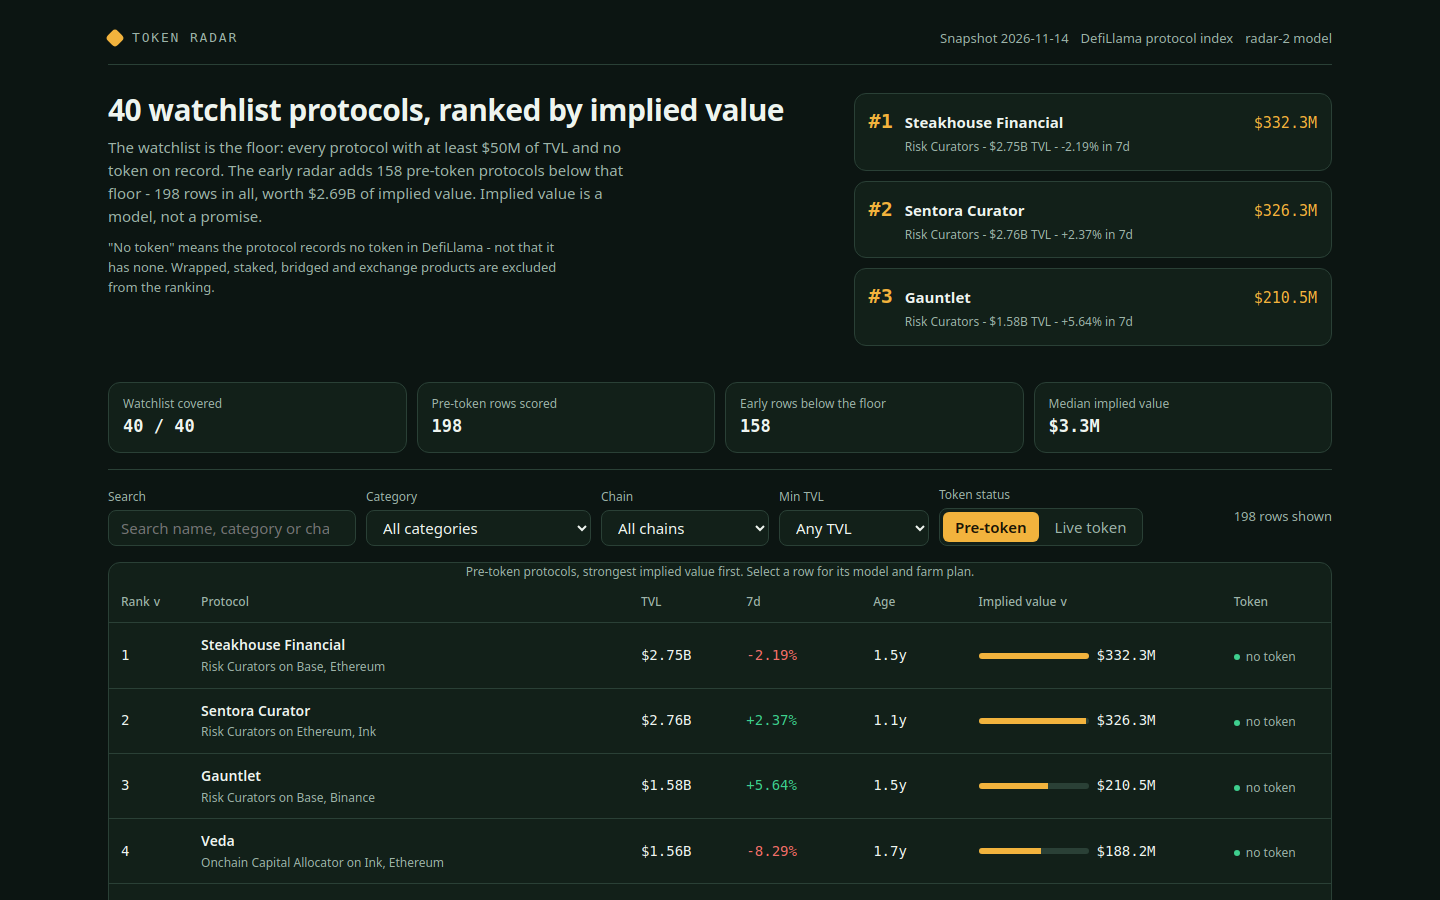 TOKEN RADAR
Snapshot 2026-11-14 DefiLlama protocol index radar-2 model
40 watchlist protocols, ranked by implied value
The watchlist is the floor: every protocol with at least $50M of TVL and no
token on record. The early radar adds 158 pre-token protocols below that
floor - 198 rows in all, worth $2.69B of implied value. Implied value is a
model, not a promise.
"No token" means the protocol records no token in DefiLlama - not that it
has none. Wrapped, staked, bridged and exchange products are excluded
from the ranking.
#1 Steakhouse Financial $332.3M
Risk Curators - $2.75B TVL - -2.19% in 7d
#2 Sentora Curator $326.3M
Risk Curators - $2.76B TVL - +2.37% in 7d
#3 Gauntlet $210.5M
Risk Curators - $1.58B TVL - +5.64% in 7d
Watchlist covered
40 / 40
Pre-token rows scored
198
Early rows below the floor
158
Median implied value
$3.3M
Search Category Chain Min TVL Token status
Search name, category or cha All categories All chains Any TVL Pre-token Live token 198 rows shown
Pre-token protocols, strongest implied value first. Select a row for its model and farm plan.
Rank v Protocol TVL 7d Age Implied value v Token
1 Steakhouse Financial $2.75B -2.19% 1.5y $332.3M no token
Risk Curators on Base, Ethereum
2 Sentora Curator $2.76B +2.37% 1.1y $326.3M no token
Risk Curators on Ethereum, Ink
3 Gauntlet $1.58B +5.64% 1.5y $210.5M no token
Risk Curators on Base, Binance
4 Veda $1.56B -8.29% 1.7y $188.2M no token
Onchain Capital Allocator on Ink, Ethereum